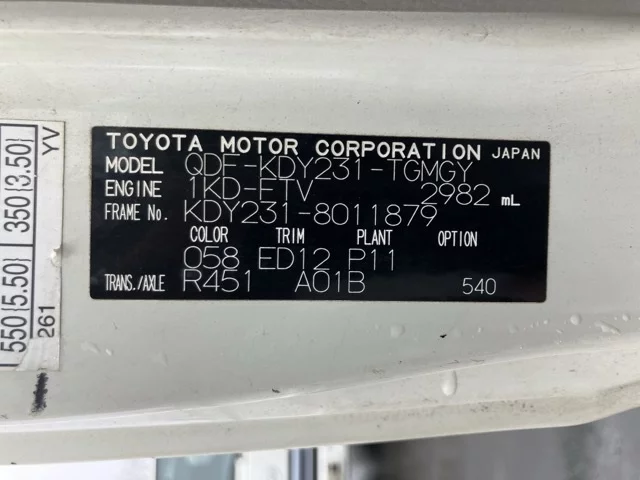 TOYOTA MOTOR CORPORATION JAPAN
MODEL QDF-KDY231-TGMGY
ENGINE 1KD-FTV 2982 mL
FRAME No. KDY231-8011879
COLOR TRIM PLANT OPTION
058 ED12 P11
TRANS./AXLE R451 A01B 540
550{5.50} 350{3.50}
261 YV